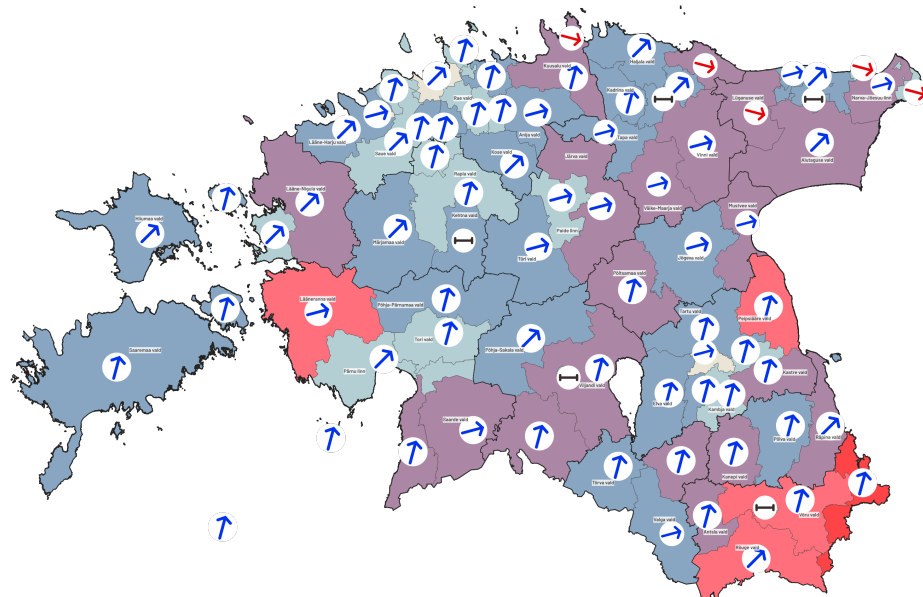 Kuusalu vald
Haljala vald
Rae vald
Kadrina vald
Lüganuse vald
Narva-Jõesuu linn
Anija vald
Tapa vald
Lääne-Harju vald
Saue vald
Kose vald
Järva vald
Vinni vald
Alutaguse vald
Rapla vald
Lääne-Nigula vald
Väike-Maarja vald
Mustvee vald
Hiiumaa vald
Kehtna vald
Paide linn
Märjamaa vald
Türi vald
Jõgeva vald
Põltsamaa vald
Lääneranna vald
Põhja-Pärnumaa vald
Tartu vald
Peipsiääre vald
Tori vald
Põhja-Sakala vald
Saaremaa vald
Pärnu linn
Viljandi vald
Kastre vald
Elva vald
Kambja vald
Saarde vald
Põlva vald
Räpina vald
Kanepi vald
Tõrva vald
Võru vald
Valga vald
Antsla vald
Rõuge vald